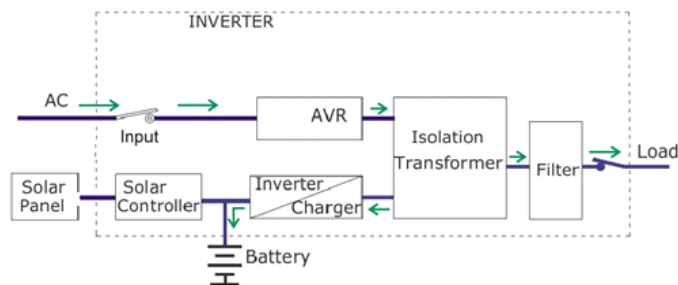 INVERTER
AC
Input
AVR
Isolation
Transformer
Filter
Load
Solar
Panel
Solar
Controller
Inverter
Charger
Battery